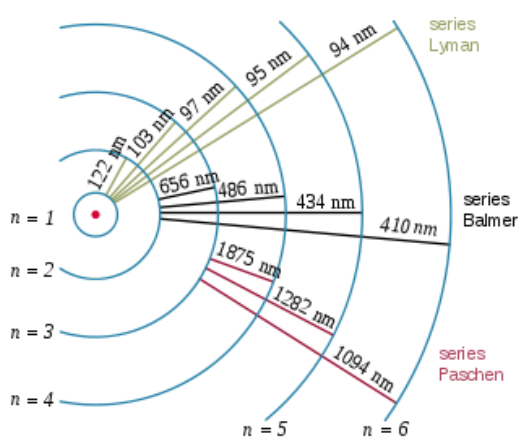 series
Lyman
94 nm
95 nm
97 nm
103 nm
122 nm
656 nm
486 nm
434 nm
410 nm
series
Balmer
n = 1
1875 nm
n = 2
1282 nm
n = 3
1094 nm
series
Paschen
n = 4
n = 5
n = 6